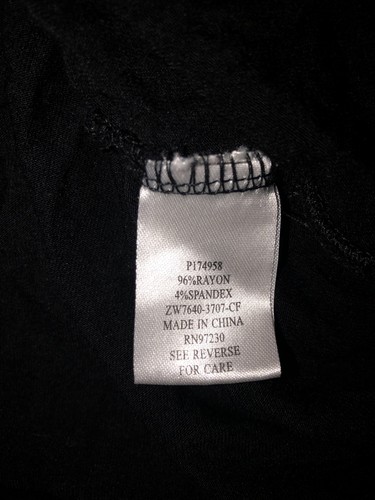 P174958
96%RAYON
4%SPANDEX
ZW7640-3707-CF
MADE IN CHINA
RN97230
SEE REVERSE
FOR CARE